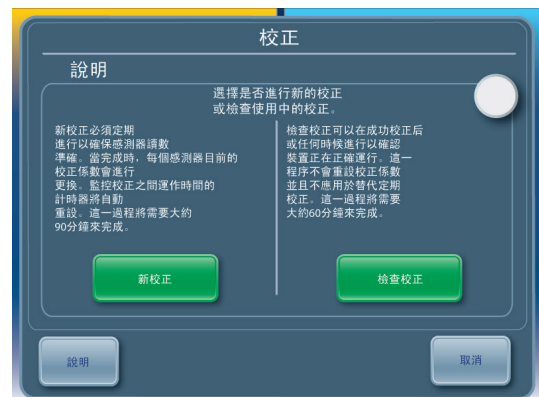 校正
說明
選擇是否進行新的校正
或檢查使用中的校正。
新校正必須定期
進行以確保感測器讀數
準確。當完成時，每個感測器目前的
校正係數會進行
更換。監控校正之間運作時間的
計時器將自動
重設。這一過程將需要大約
90分鐘來完成。
檢查校正可以在成功校正后
或任何時候進行以確認
裝置正在正確運行。這一
程序不會重設校正係數
並且不應用於替代定期
校正。這一過程將需要
大約60分鐘來完成。
新校正
檢查校正
說明
取消